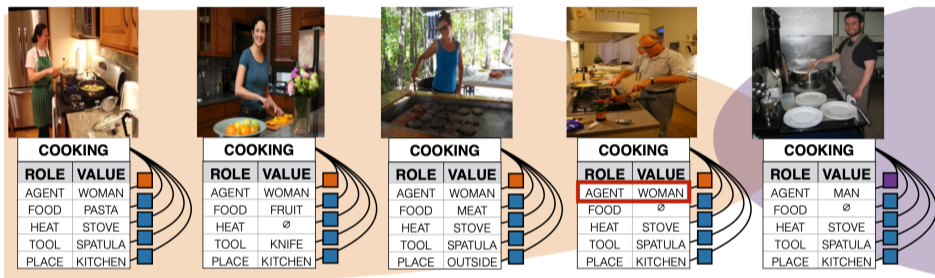 COOKING
ROLE VALUE
AGENT WOMAN
FOOD PASTA
HEAT STOVE
TOOL SPATULA
PLACE KITCHEN
COOKING
ROLE VALUE
AGENT WOMAN
FOOD FRUIT
HEAT ∅
TOOL KNIFE
PLACE KITCHEN
COOKING
ROLE VALUE
AGENT WOMAN
FOOD MEAT
HEAT STOVE
TOOL SPATULA
PLACE OUTSIDE
COOKING
ROLE VALUE
AGENT WOMAN
FOOD ∅
HEAT STOVE
TOOL SPATULA
PLACE KITCHEN
COOKING
ROLE VALUE
AGENT MAN
FOOD ∅
HEAT STOVE
TOOL SPATULA
PLACE KITCHEN